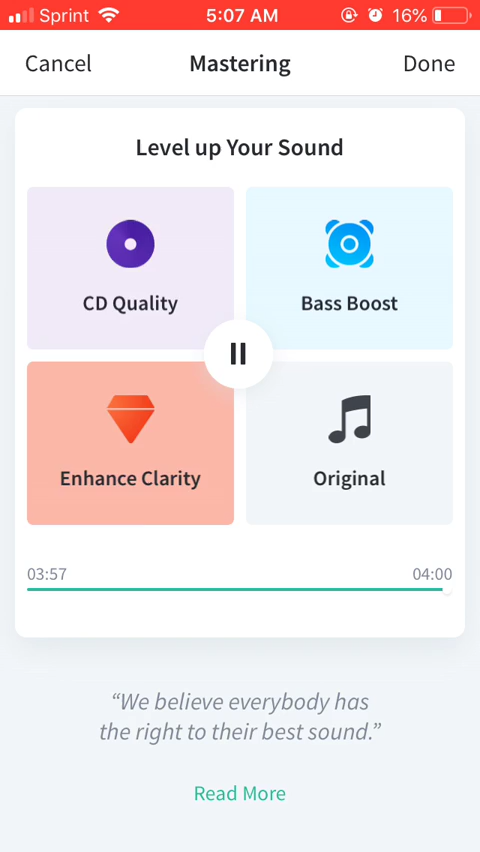 Sprint 5:07 AM 16%
Cancel Mastering Done
Level up Your Sound
CD Quality Bass Boost
Enhance Clarity Original
03:57 04:00
“We believe everybody has
the right to their best sound.”
Read More